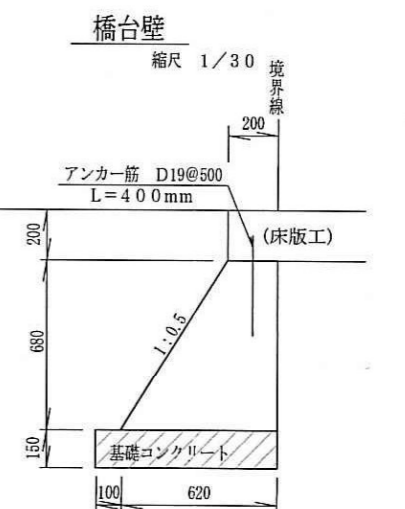 橋台壁
縮尺 1/30
境界線
200
アンカー筋 D19@500
L=400mm
200
(床版工)
680
1:0.5
150
基礎コンクリート
100
620